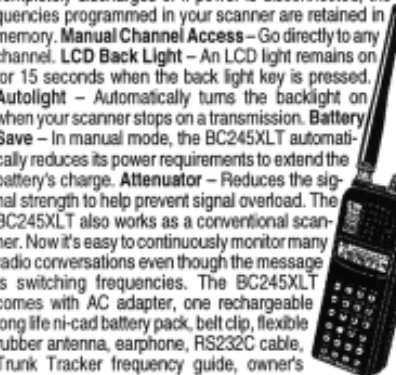 completely discharges or if power is disconnected, the
quencies programmed in your scanner are retained in
memory. Manual Channel Access – Go directly to any
channel. LCD Back Light – An LCD light remains on
for 15 seconds when the back light key is pressed.
Autolight – Automatically turns the backlight on
when your scanner stops on a transmission. Battery
Save – In manual mode, the BC245XLT automati-
cally reduces its power requirements to extend the
battery's charge. Attenuator – Reduces the sig-
nal strength to help prevent signal overload. The
BC245XLT also works as a conventional scan-
ner. Now it's easy to continuously monitor many
radio conversations even though the message
is switching frequencies. The BC245XLT
comes with AC adapter, one rechargeable
long life ni-cad battery pack, belt clip, flexible
rubber antenna, earphone, RS232C cable,
Trunk Tracker frequency guide, owner's